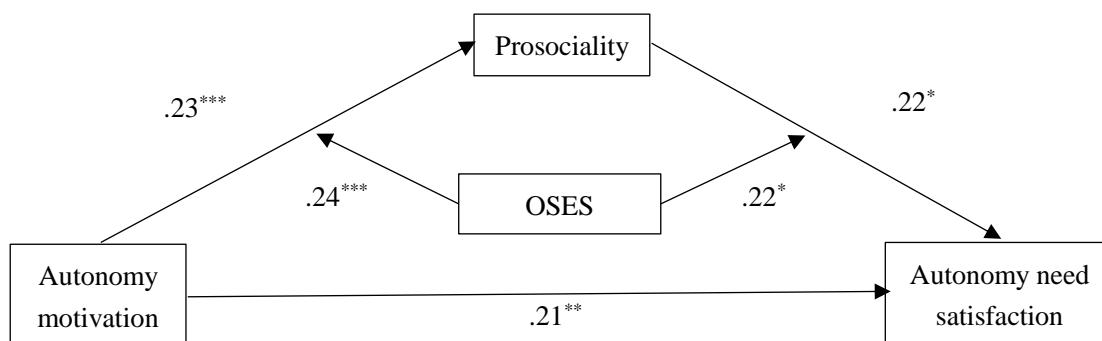 Prosociality
.23***
.22*
.24***
OSES
.22*
Autonomy
motivation
.21**
Autonomy need
satisfaction